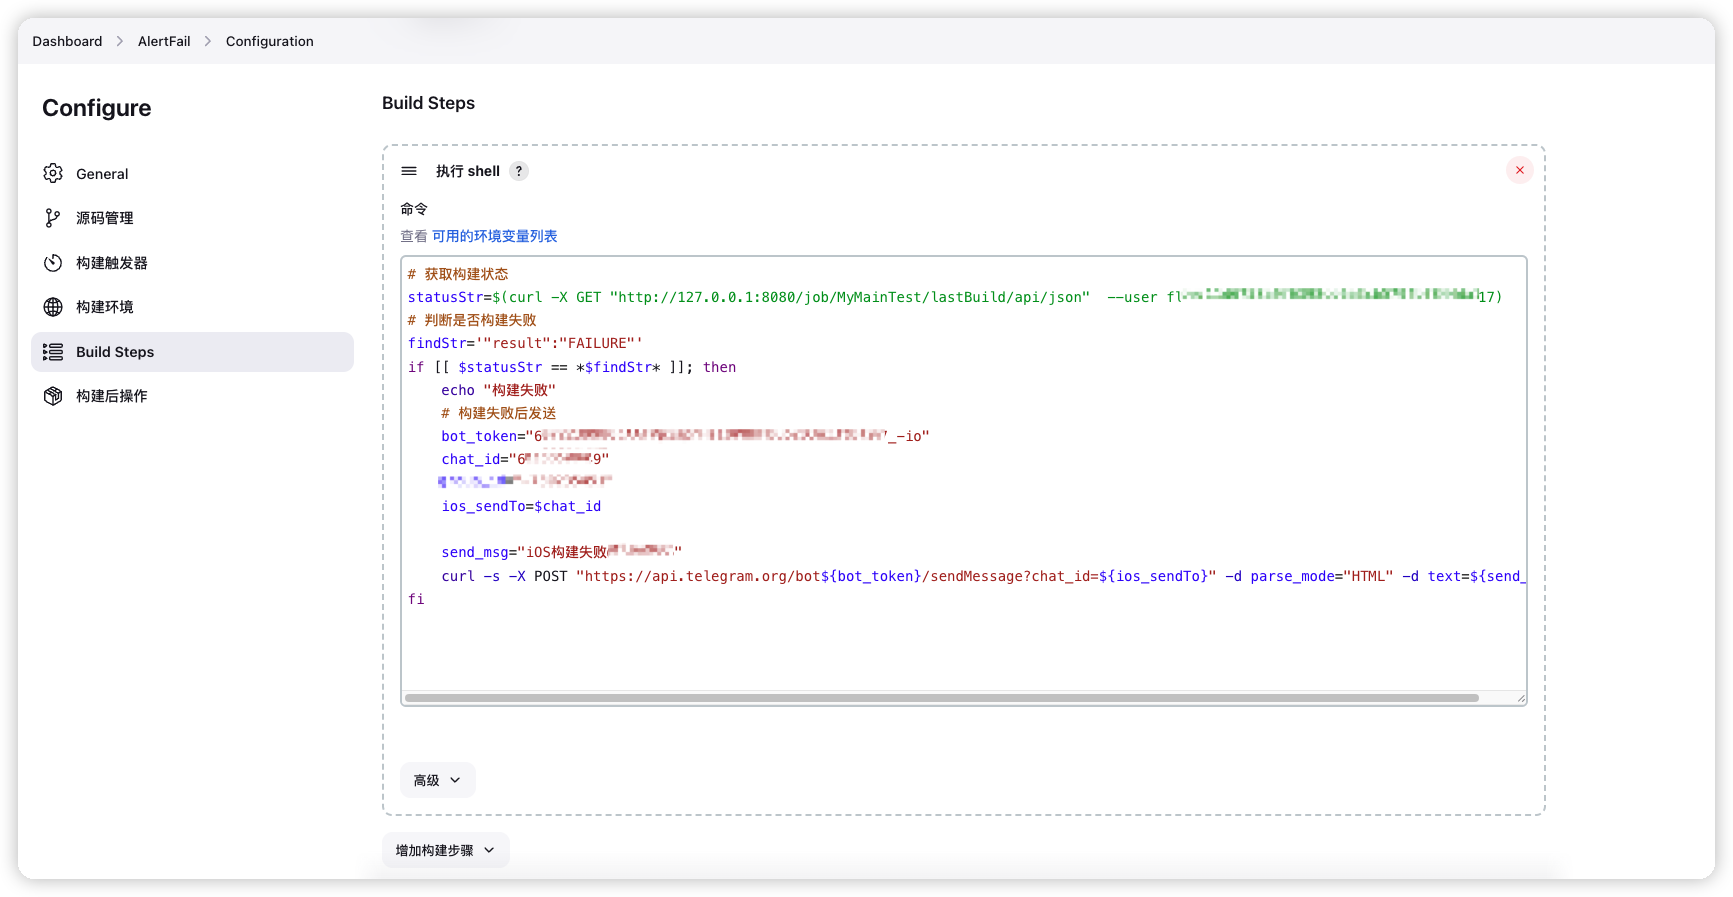 Dashboard > AlertFail > Configuration
Configure
General
源码管理
构建触发器
构建环境
Build Steps
构建后操作
Build Steps
执行 shell ?
命令
查看 可用的环境变量列表
# 获取构建状态
statusStr=$(curl -X GET "http://127.0.0.1:8080/job/MyMainTest/lastBuild/api/json"  --user fl 17)
# 判断是否构建失败
findStr='"result":"FAILURE"'
if [[ $statusStr == *$findStr* ]]; then
echo "构建失败"
# 构建失败后发送
bot_token="6 7_-io"
chat_id="6 9"
ios_sendTo=$chat_id
send_msg="iOS构建失败 "
curl -s -X POST "https://api.telegram.org/bot${bot_token}/sendMessage?chat_id=${ios_sendTo}" -d parse_mode="HTML" -d text=${send_
fi
高级
增加构建步骤